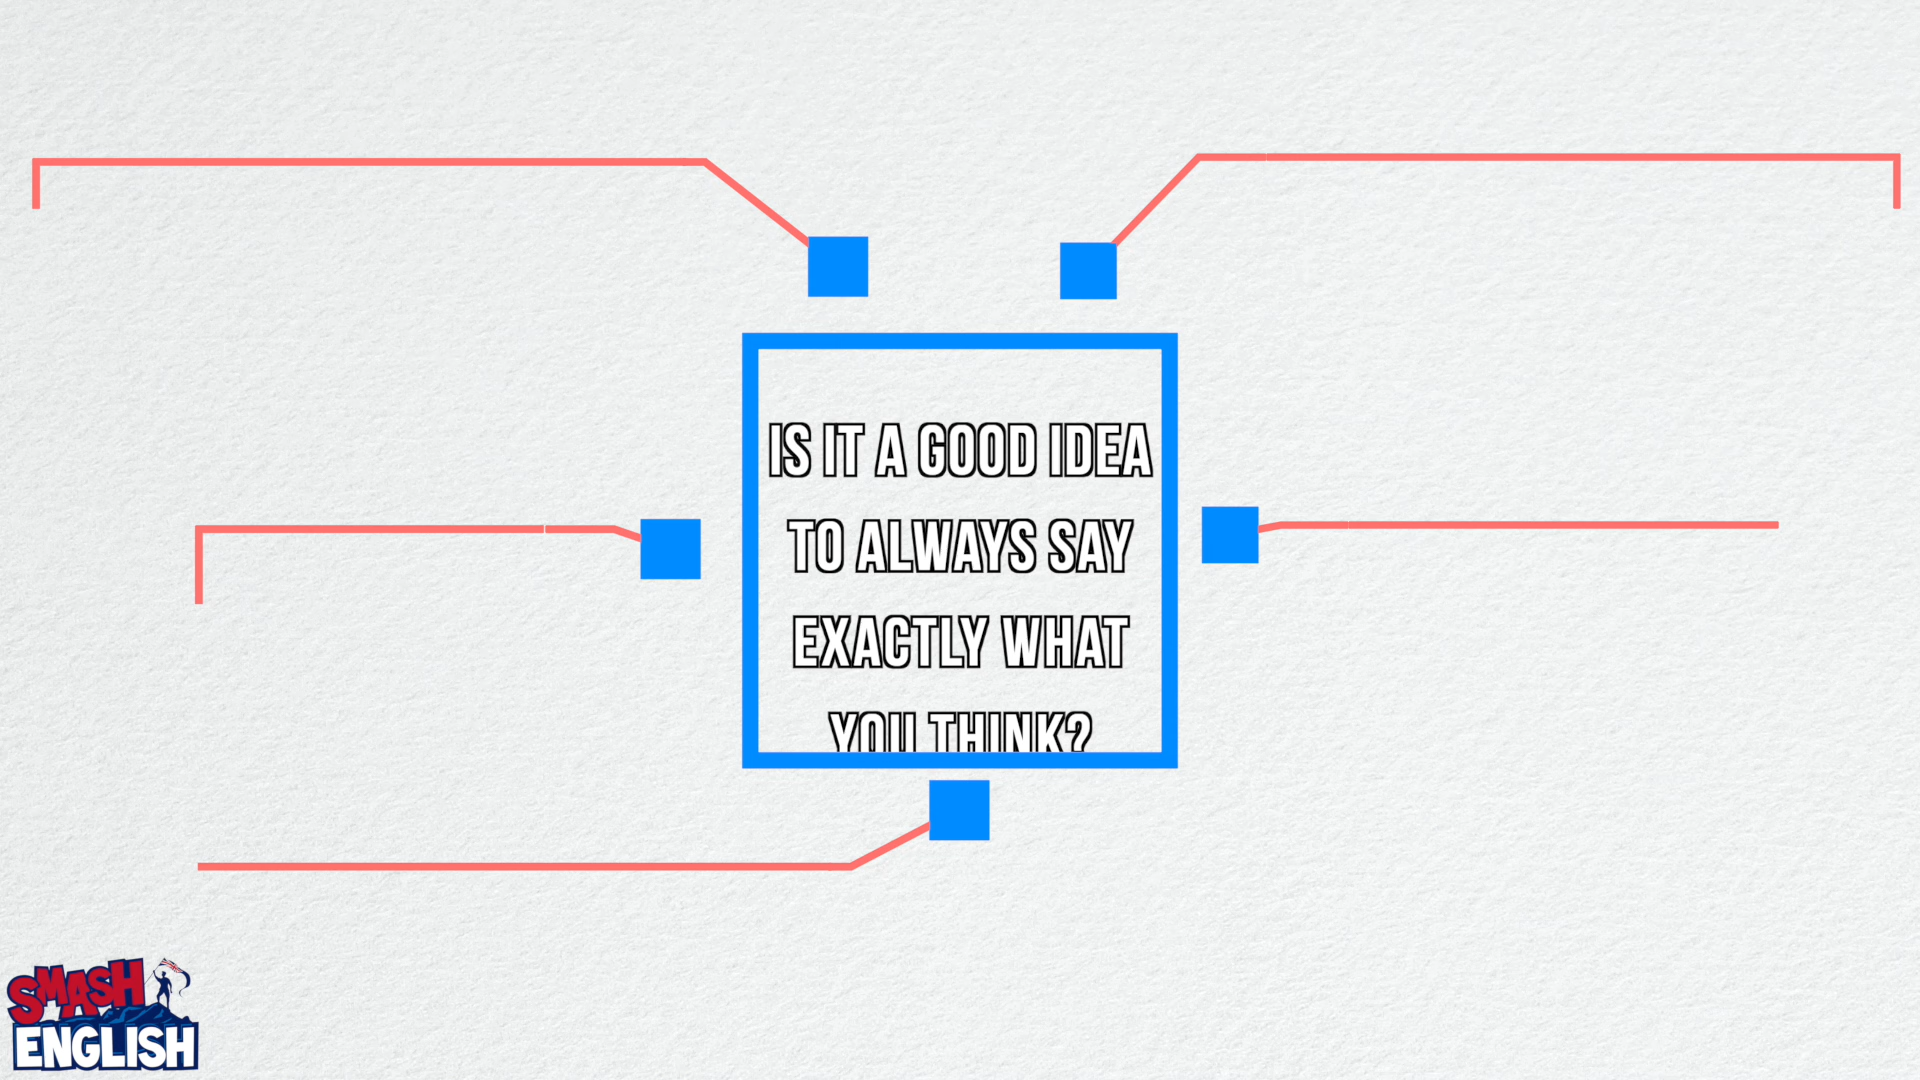 IS IT A GOOD IDEA
TO ALWAYS SAY
EXACTLY WHAT
YOU THINK?
SMASH
ENGLISH